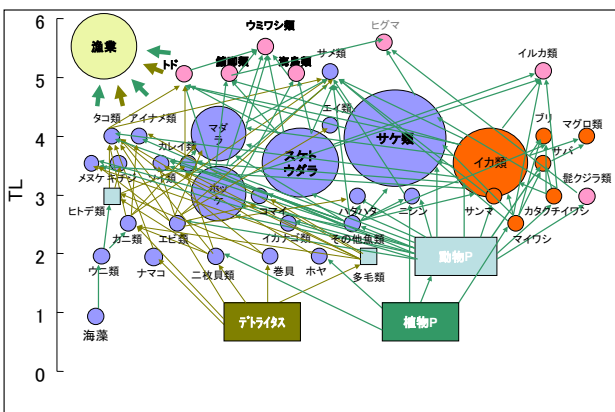 ウミワシ類
ヒグマ
漁業
トド
海鳥類
サメ類
イルカ類
タコ類
アイナメ類
エイ類
ブリ
マグロ類
マダ
ラ
カレイ類
サケ類
サバ
スケト
ウダラ
イカ類
メヌケ
キチジ
ソイ類
ホッ
ケ
髭クジラ類
ヒトデ類
コマイ
ハタハタ
ニシン
サンマ
カタクチイワシ
カニ類
エビ類
イカナゴ類
その他魚類
マイワシ
動物P
ウニ類
ナマコ
二枚貝類
巻貝
ホヤ
多毛類
デトライタス
植物P
海藻
TL
6
5
4
3
2
1
0